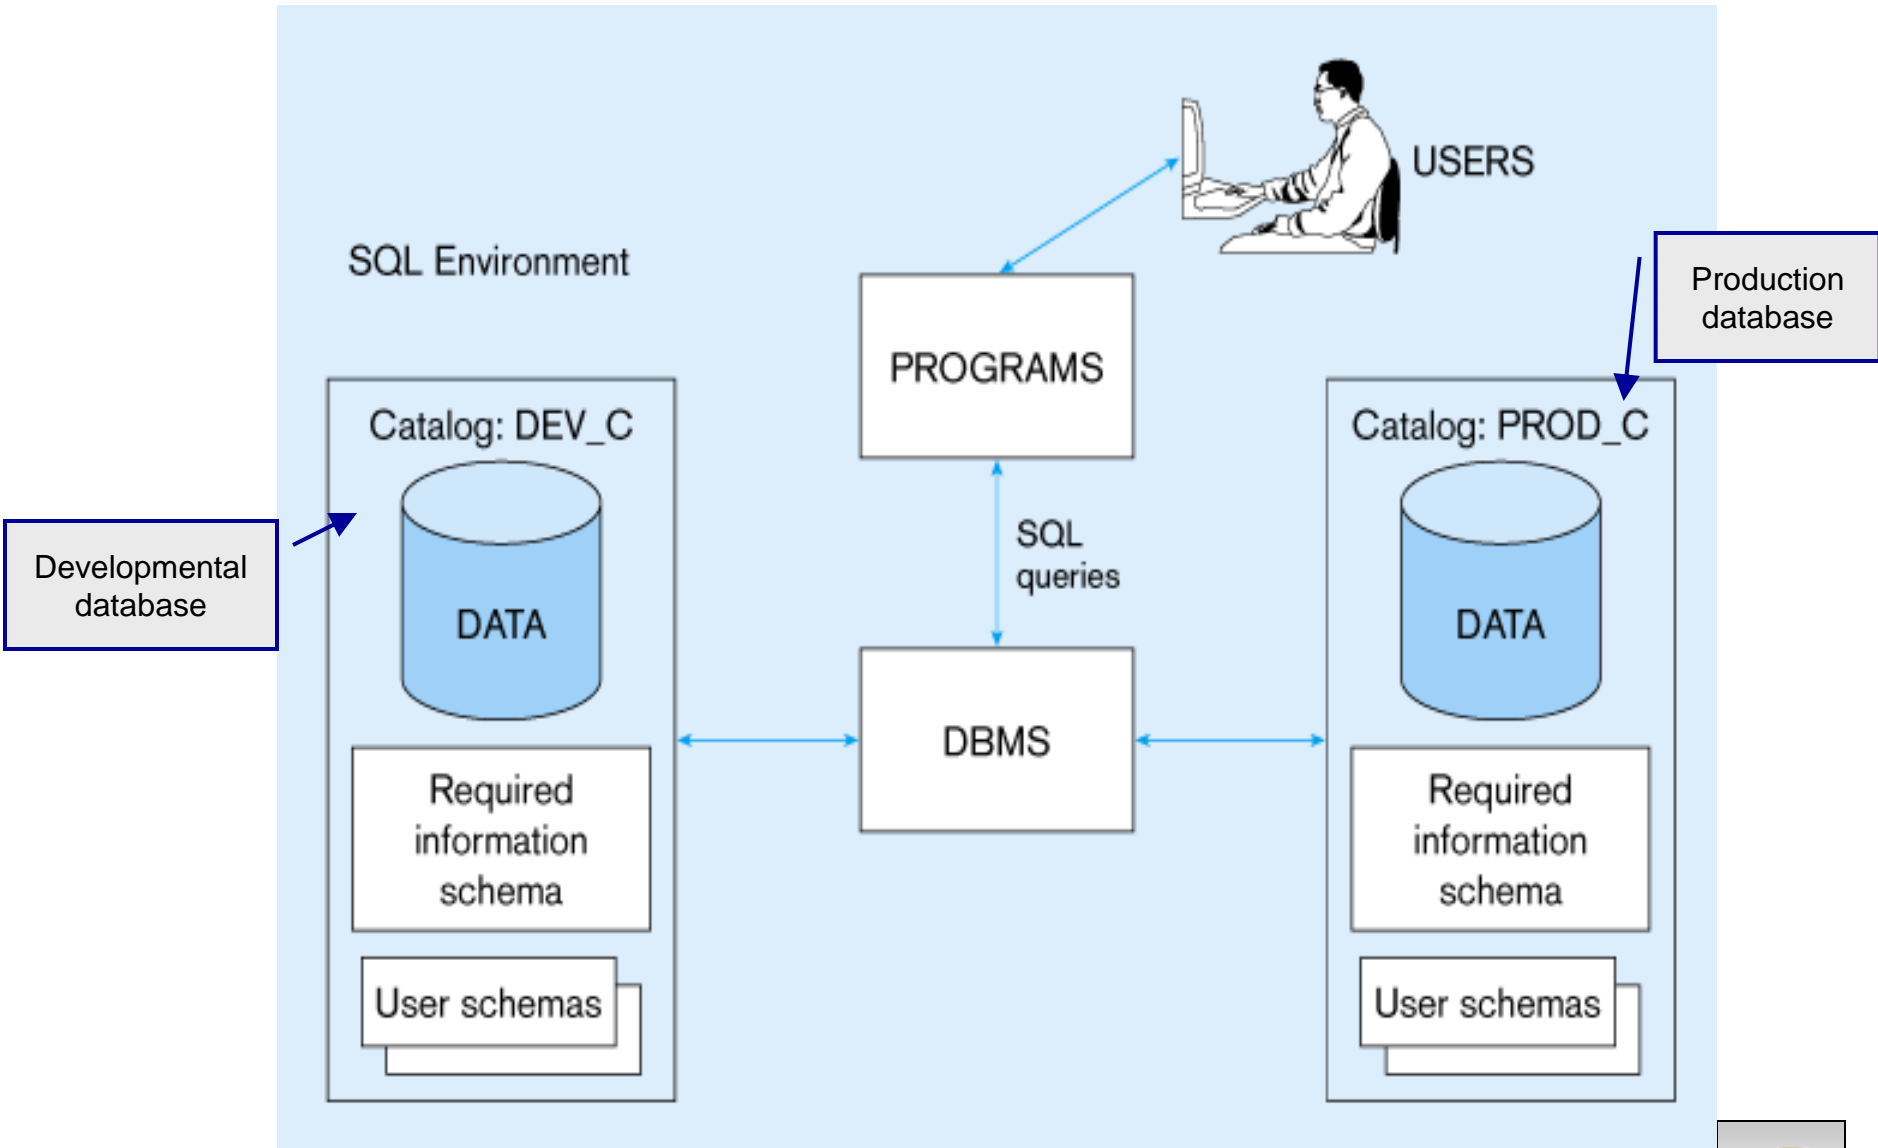 USERS
SQL Environment
Production
database
PROGRAMS
Catalog: DEV_C
Catalog: PROD_C
SQL
queries
Developmental
database
DATA
DATA
DBMS
Required
information
schema
Required
information
schema
User schemas
User schemas